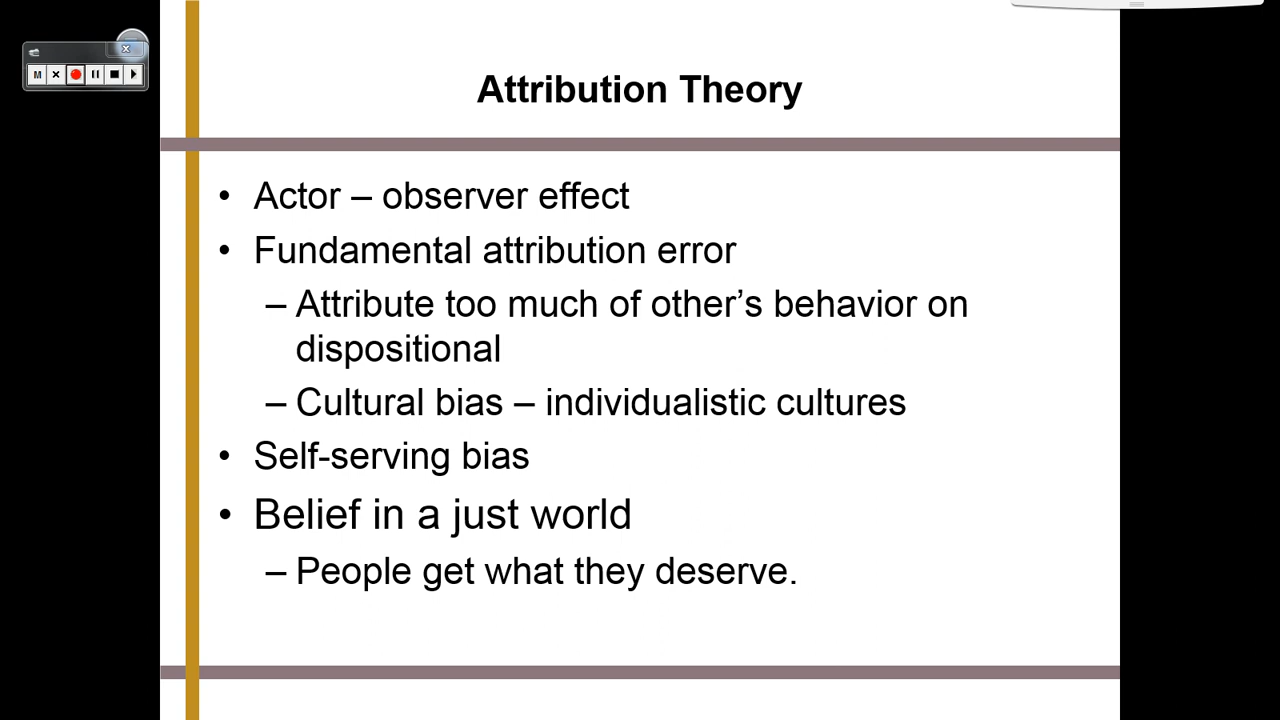 M
Attribution Theory
• Actor – observer effect
• Fundamental attribution error
– Attribute too much of other’s behavior on
dispositional
– Cultural bias – individualistic cultures
• Self-serving bias
• Belief in a just world
– People get what they deserve.